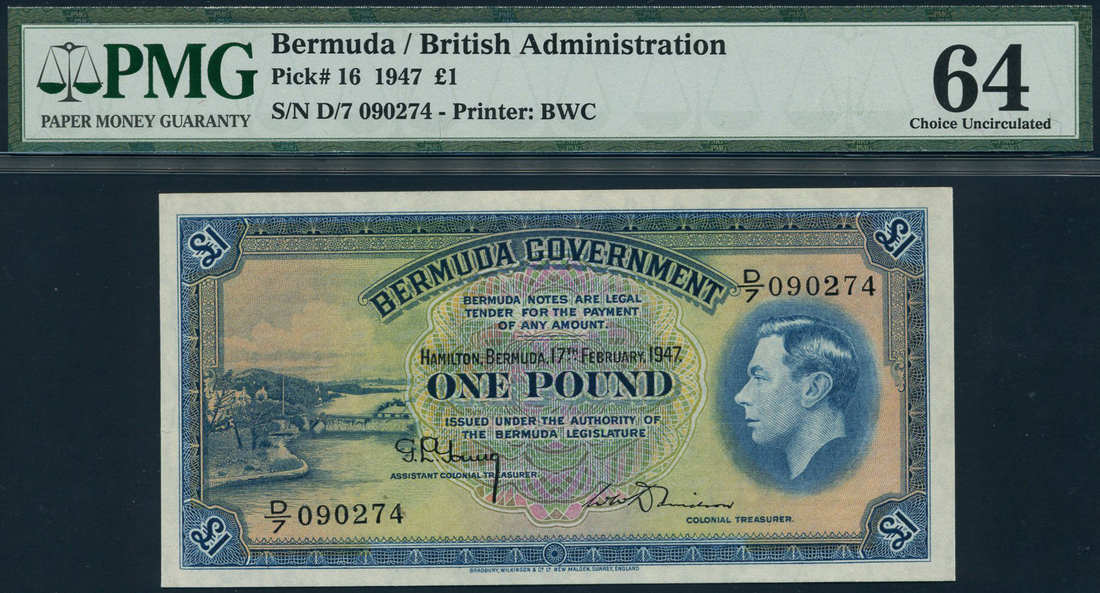 PMG
PAPER MONEY GUARANTY
Bermuda / British Administration
Pick# 16 1947 £1
S/N D/7 090274 - Printer: BWC
64
Choice Uncirculated
£1
£1
BERMUDA GOVERNMENT
D/7 090274
BERMUDA NOTES ARE LEGAL
TENDER FOR THE PAYMENT
OF ANY AMOUNT.
HAMILTON, BERMUDA, 17TH FEBRUARY, 1947.
ONE POUND
ISSUED UNDER THE AUTHORITY OF
THE BERMUDA LEGISLATURE
ASSISTANT COLONIAL TREASURER.
D/7 090274
COLONIAL TREASURER.
£1
£1
BRADBURY, WILKINSON & Co. LD. NEW MALDEN, SURREY, ENGLAND